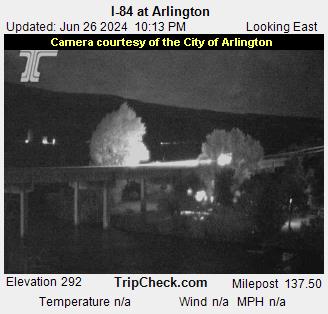 I-84 at Arlington
Updated: Jun 26 2024 10:13 PM Looking East
Camera courtesy of the City of Arlington
Elevation 292 TripCheck.com Milepost 137.50
Temperature n/a Wind n/a MPH n/a